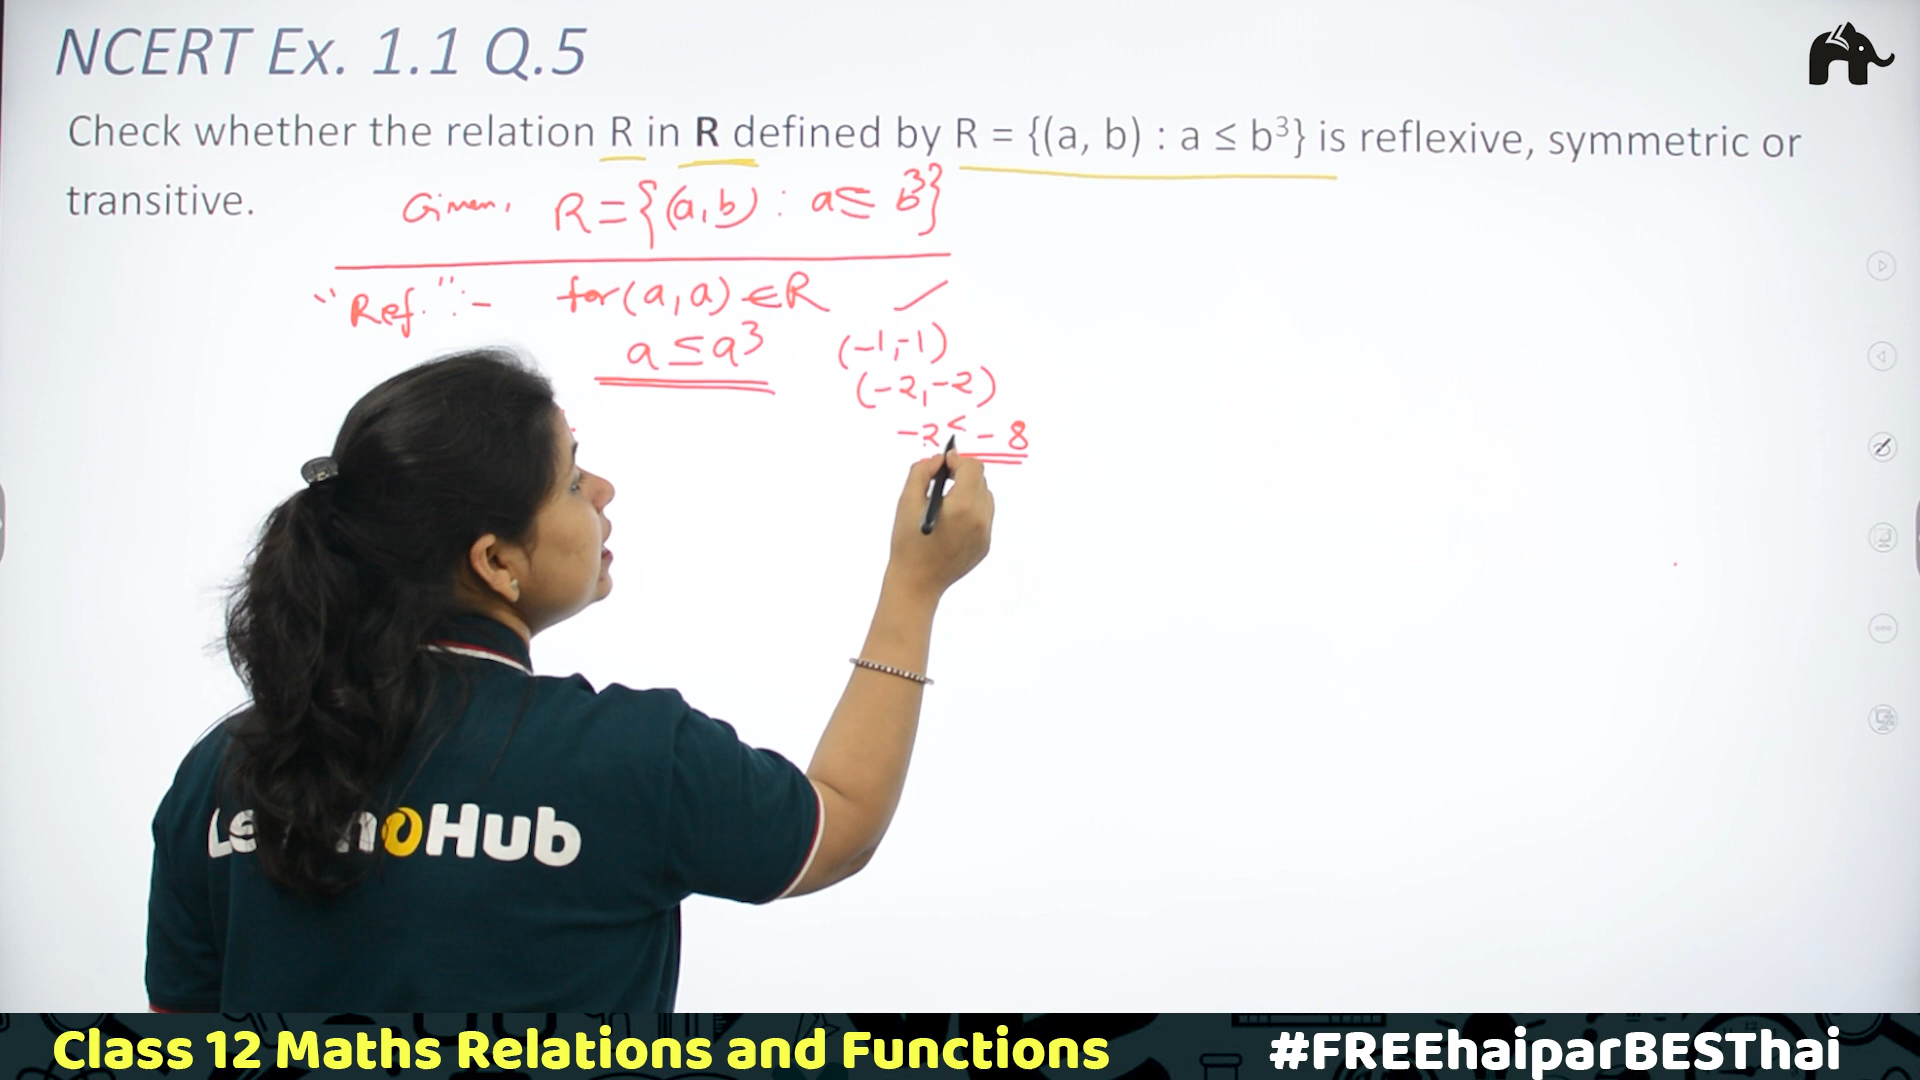 NCERT Ex. 1.1 Q.5
Check whether the relation R in R defined by R = {(a, b) : a ≤ b³} is reflexive, symmetric or
transitive.
Given, R = {(a, b) : a ≤ b³}
"Ref.":- for (a, a) ∈ R
a ≤ a³
(-1, -1)
(-2, -2)
-2 < -8
Hub
Class 12 Maths Relations and Functions
#FREEhaiparBESThai